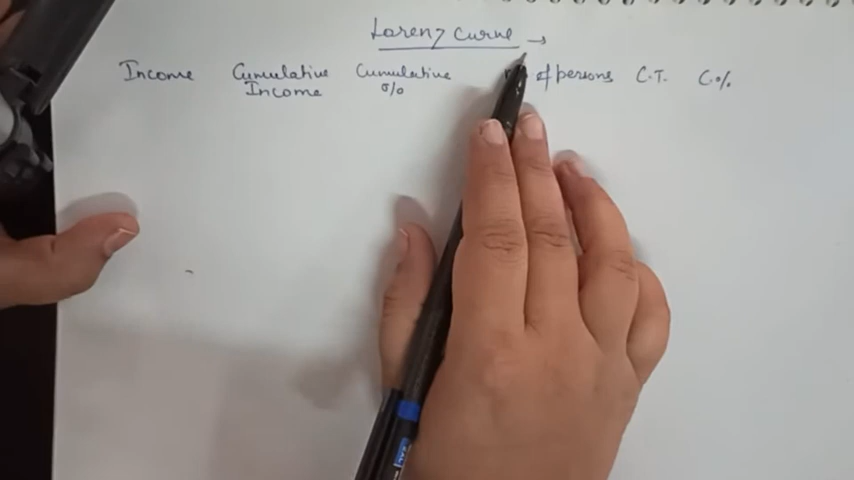 Lorenz Curve →
Income Cumulative Cumulative of persons C.T. C.%
Income %